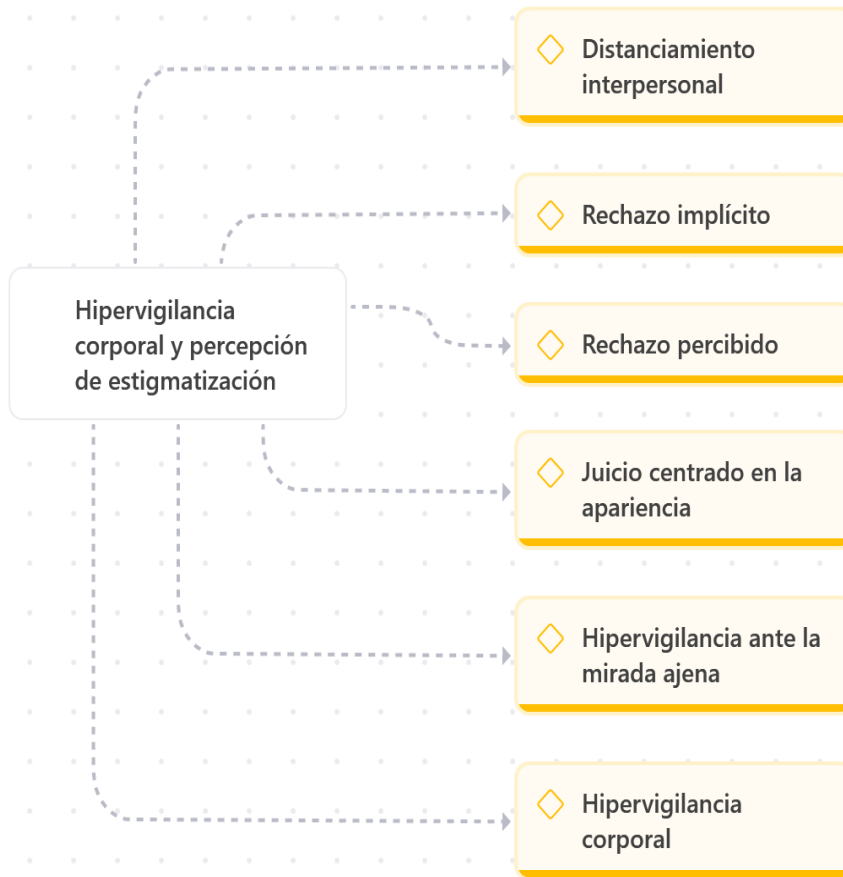 Distanciamiento
interpersonal
Rechazo implícito
Hipervigilancia
corporal y percepción
de estigmatización
Rechazo percibido
Juicio centrado en la
apariencia
Hipervigilancia ante la
mirada ajena
Hipervigilancia
corporal